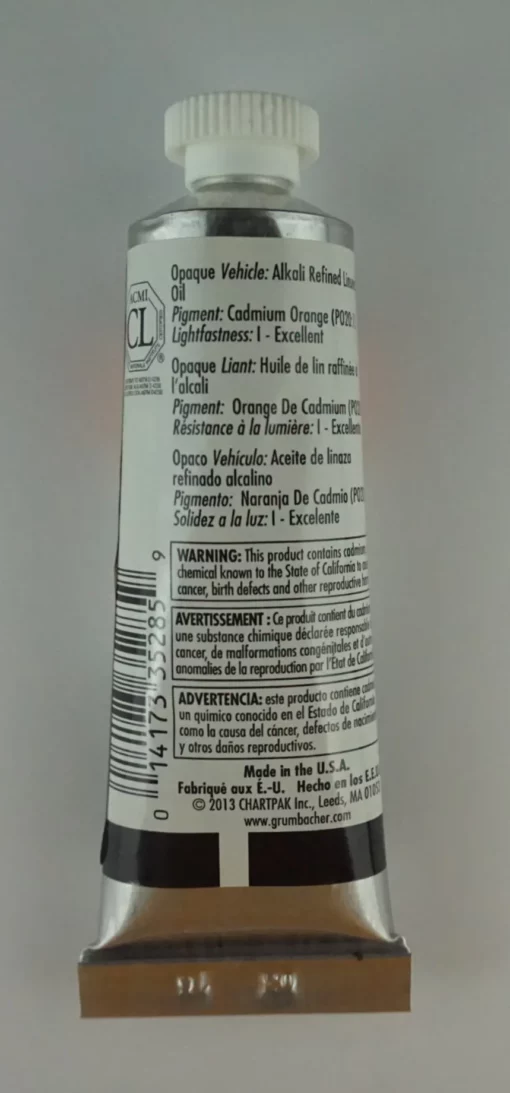 Opaque Vehicle: Alkali Refined
Oil
Pigment: Cadmium Orange (PO20:
Lightfastness: I - Excellent
Opaque Liant: Huile de lin raffinée
l'alcali
Pigment: Orange De Cadmium
Résistance à la lumière: I -
Opaco Vehículo: Aceite de linaza
refinado alcalino
Pigmento: Naranja De Cadmio
Solidez a la luz: I - Excelente
ACMI
CL
®
WARNING: This product contains
chemical known to the State of California to
cancer, birth defects and other reproductive
AVERTISSEMENT : Ce produit contient du
une substance chimique déclarée
cancer, de malformations congénitales et
anomalies de la reproduction par l'État de
ADVERTENCIA: este producto contiene
un químico conocido en el Estado de
como la causa del cáncer, defectos de
y otros daños reproductivos.
Made in the U.S.A.
Fabriqué aux E.-U. Hecho en los
© 2013 CHARTPAK Inc., Leeds, MA
www.grumbacher.com
0 14173 35285 9